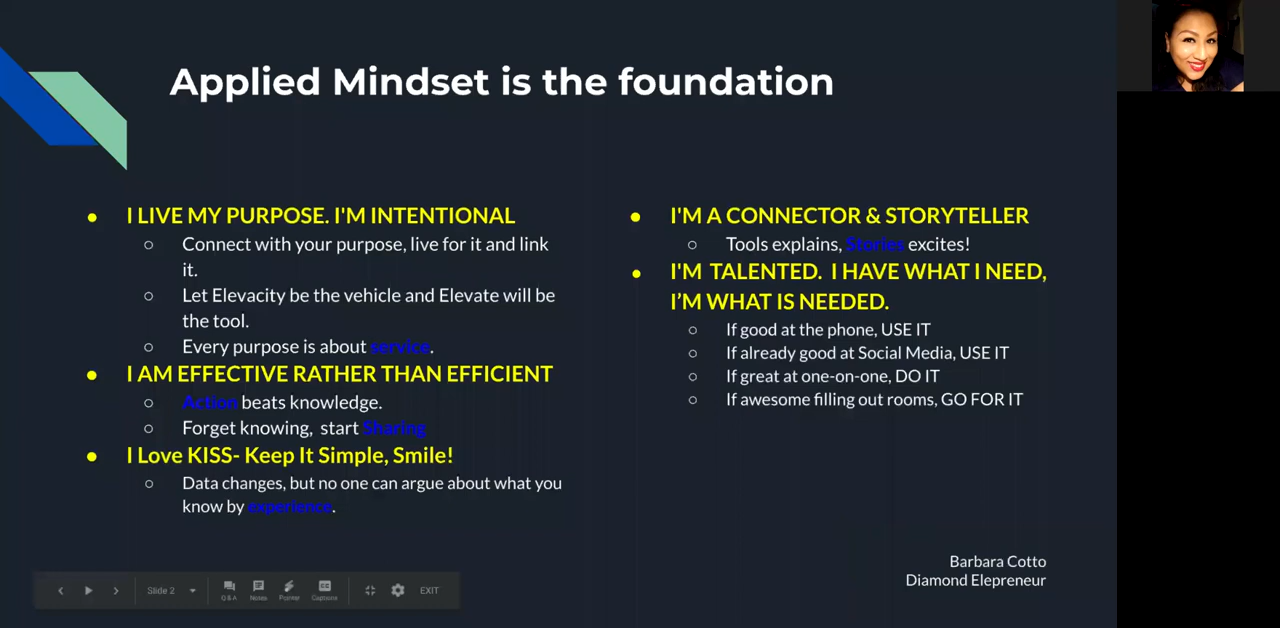 Applied Mindset is the foundation
● I LIVE MY PURPOSE. I'M INTENTIONAL
○ Connect with your purpose, live for it and link
it.
○ Let Elevacity be the vehicle and Elevate will be
the tool.
○ Every purpose is about service.
● I AM EFFECTIVE RATHER THAN EFFICIENT
○ Action beats knowledge.
○ Forget knowing, start Sharing
● I Love KISS- Keep It Simple, Smile!
○ Data changes, but no one can argue about what you
know by experience.
● I'M A CONNECTOR & STORYTELLER
○ Tools explains, Stories excites!
● I'M TALENTED. I HAVE WHAT I NEED,
I'M WHAT IS NEEDED.
○ If good at the phone, USE IT
○ If already good at Social Media, USE IT
○ If great at one-on-one, DO IT
○ If awesome filling out rooms, GO FOR IT
Barbara Cotto
Diamond Elepreneur
Slide 2
Q & A
Notes
Pointer
CC
Captions
EXIT